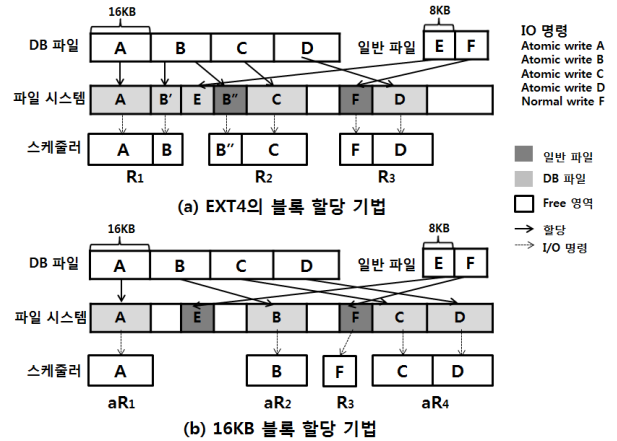 16KB
DB 파일
A B C D
일반 파일
8KB
E F
IO 명령
Atomic write A
Atomic write B
Atomic write C
Atomic write D
Normal write F
파일 시스템
A B' E B" C F D
스케줄러
A B B" C F D
R1 R2 R3
(a) EXT4의 블록 할당 기법
일반 파일
DB 파일
Free 영역
할당
I/O 명령
16KB
DB 파일
A B C D
일반 파일
8KB
E F
파일 시스템
A E B F C D
스케줄러
A B F C D
aR1 aR2 R3 aR4
(b) 16KB 블록 할당 기법